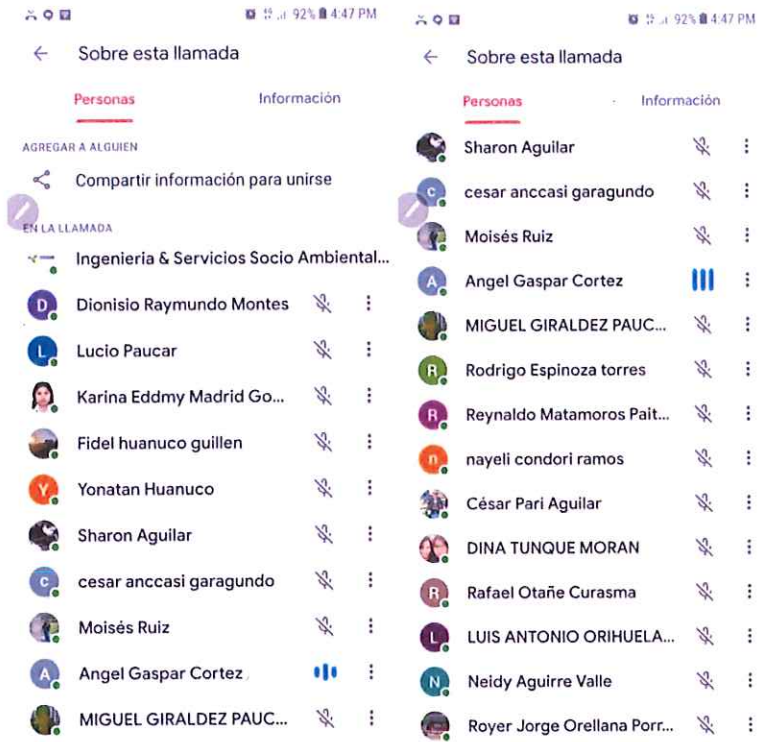 92% 4:47 PM
Sobre esta llamada
Personas
Información
AGREGAR A ALGUIEN
Compartir información para unirse
EN LA LLAMADA
Ingenieria & Servicios Socio Ambiental...
D Dionisio Raymundo Montes
L Lucio Paucar
Karina Eddmy Madrid Go...
Fidel huanuco guillen
Y Yonatan Huanuco
Sharon Aguilar
c cesar anccasi garagundo
Moisés Ruiz
A Angel Gaspar Cortez
MIGUEL GIRALDEZ PAUC...
92% 4:47 PM
Sobre esta llamada
Personas
Información
Sharon Aguilar
c cesar anccasi garagundo
Moisés Ruiz
A Angel Gaspar Cortez
MIGUEL GIRALDEZ PAUC...
R Rodrigo Espinoza torres
R Reynaldo Matamoros Pait...
n nayeli condori ramos
César Pari Aguilar
DINA TUNQUE MORAN
R Rafael Otañe Curasma
L LUIS ANTONIO ORIHUELA...
N Neidy Aguirre Valle
Royer Jorge Orellana Porr...